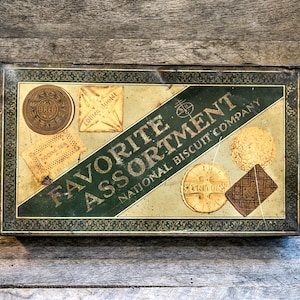 FAVORITE
ASSORTMENT
NATIONAL BISCUIT COMPANY